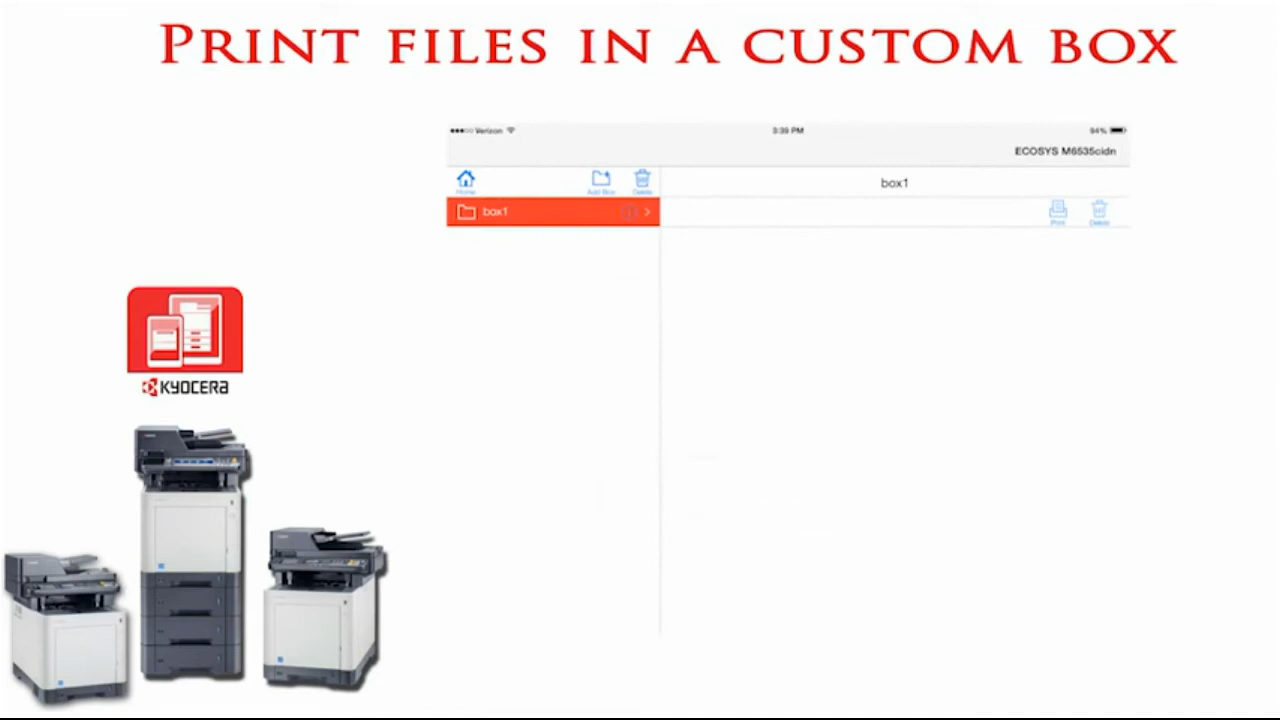 PRINT FILES IN A CUSTOM BOX
Verizon 3:39 PM 94%
ECOSYS M6535cidn
Home Add Box Delete box1
box1
Print Delete
KYOCERA